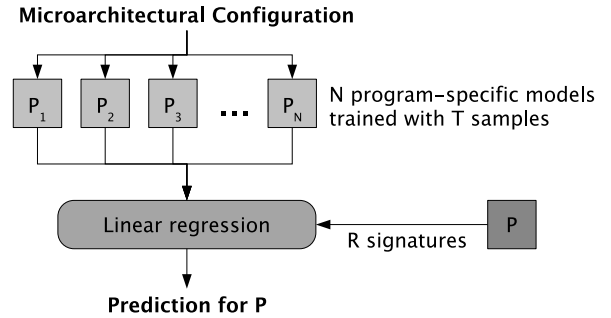 Microarchitectural Configuration
P1 P2 P3 ... PN
N program-specific models
trained with T samples
Linear regression
R signatures
P
Prediction for P